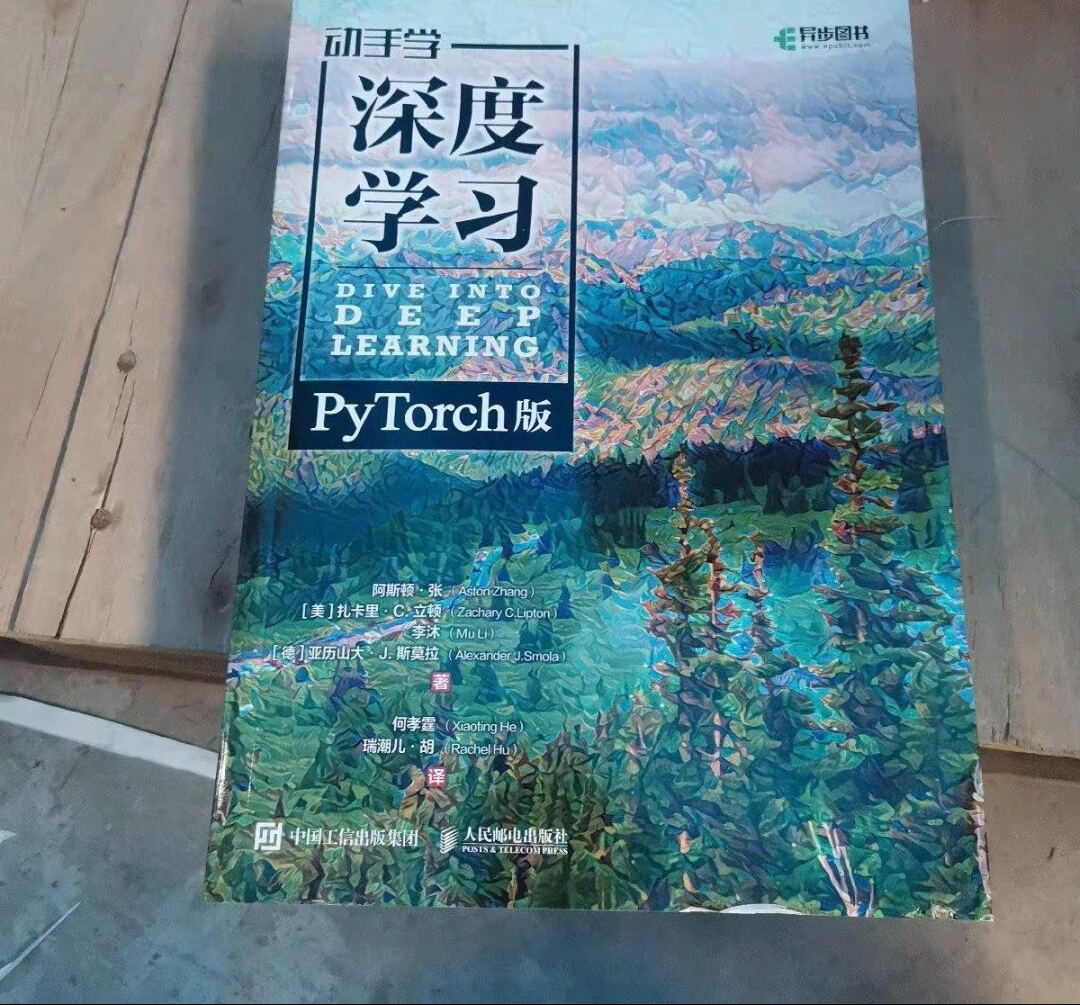 动手学
深度
学习
DIVE INTO
DEEP
LEARNING
PyTorch版
异步图书
www.epubit.com
阿斯顿·张(Aston Zhang)
[美]扎卡里·C.立顿(Zachary C.Lipton)
李沐(Mu Li)
[德]亚历山大·J.斯莫拉(Alexander J.Smola)
著
何孝霆(Xiaoting He)
瑞潮儿·胡(Rachel Hu)
译
中国工信出版集团
人民邮电出版社
POSTS & TELECOM PRESS